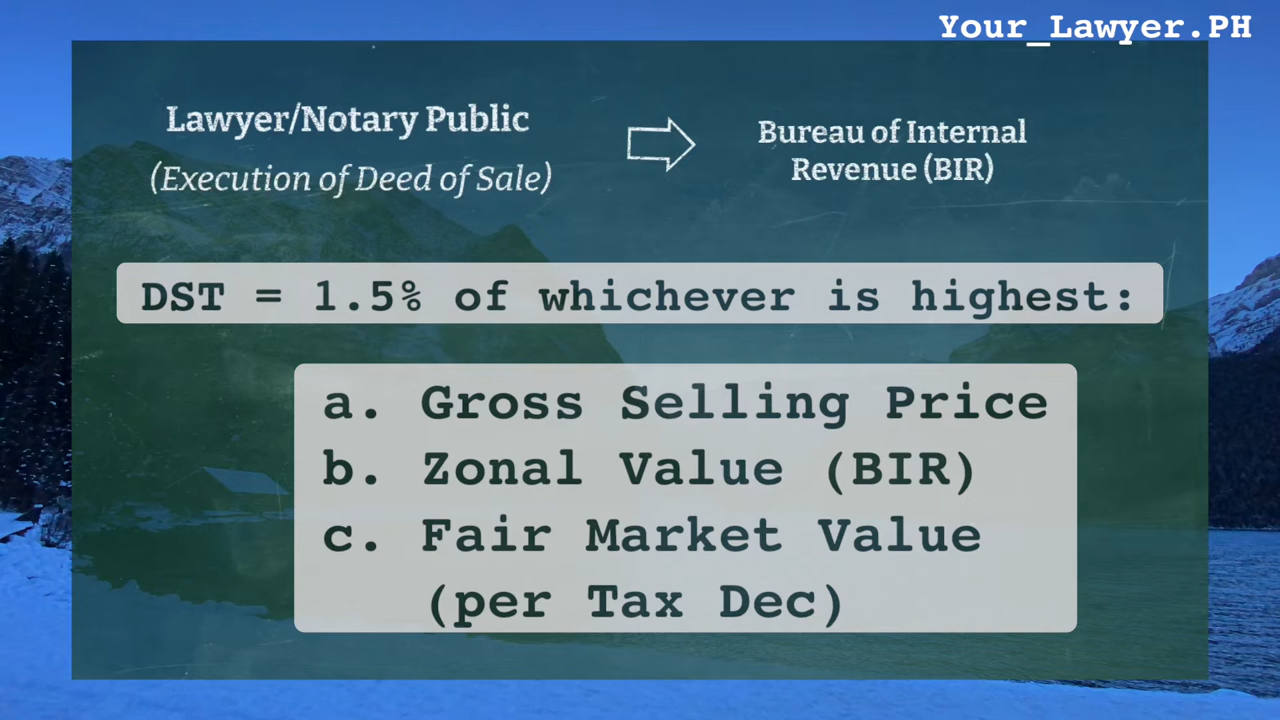 Your_Lawyer.PH
Lawyer/Notary Public
(Execution of Deed of Sale)
Bureau of Internal
Revenue (BIR)
DST = 1.5% of whichever is highest:
a. Gross Selling Price
b. Zonal Value (BIR)
c. Fair Market Value
(per Tax Dec)